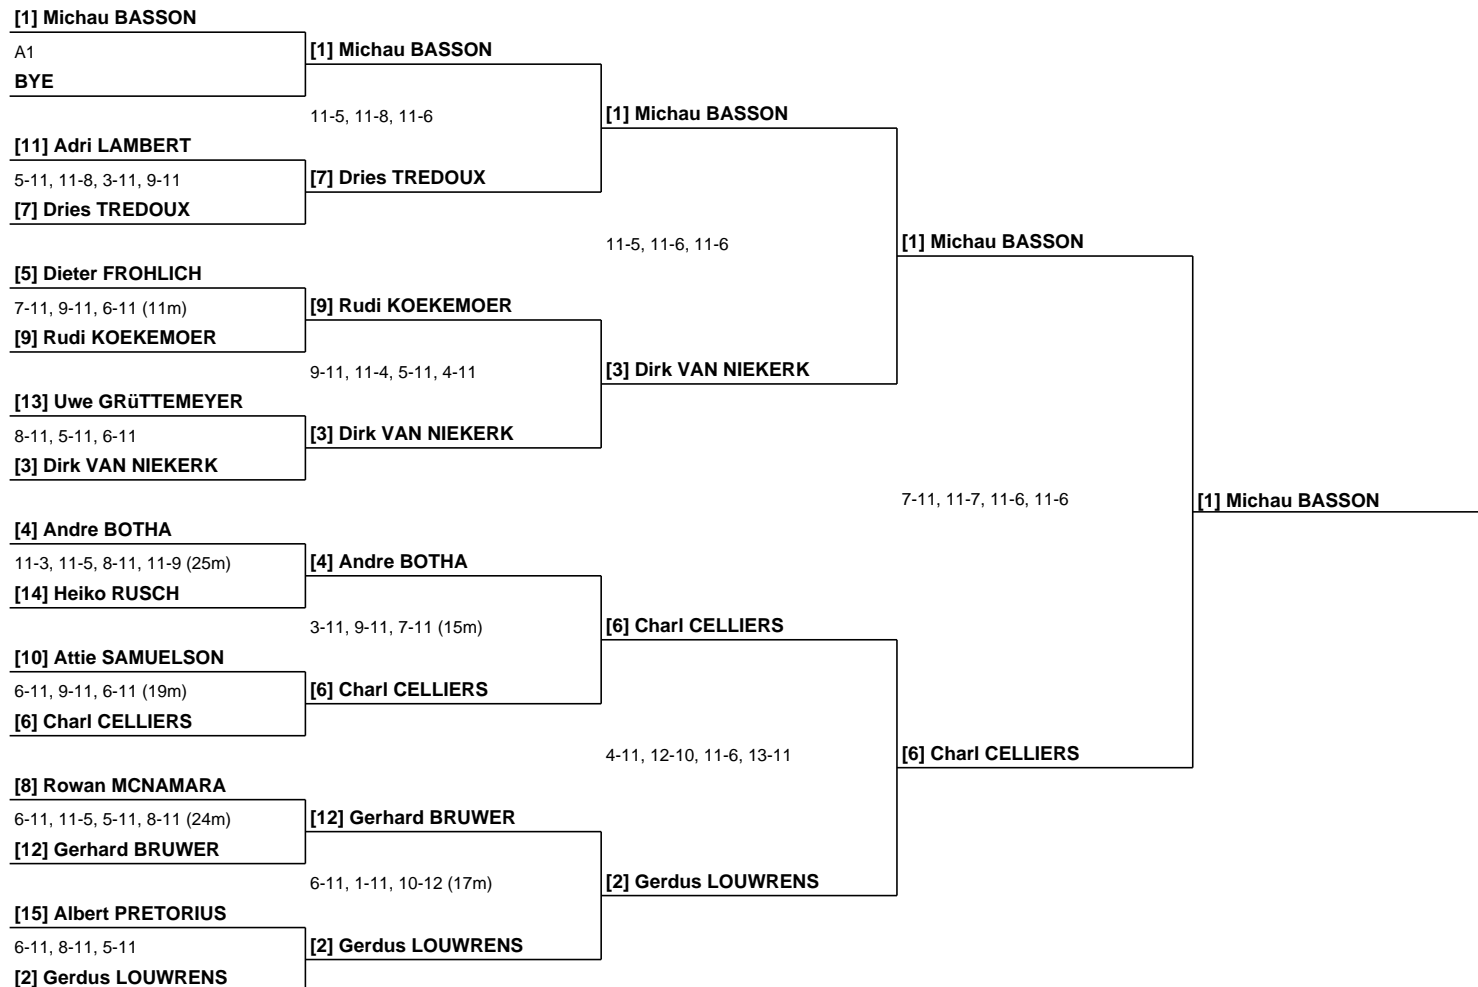 [1] Michau BASSON
A1
BYE
[1] Michau BASSON
11-5, 11-8, 11-6
[1] Michau BASSON
[11] Adri LAMBERT
5-11, 11-8, 3-11, 9-11
[7] Dries TREDOUX
[7] Dries TREDOUX
11-5, 11-6, 11-6
[1] Michau BASSON
[5] Dieter FROHLICH
7-11, 9-11, 6-11 (11m)
[9] Rudi KOEKEMOER
[9] Rudi KOEKEMOER
9-11, 11-4, 5-11, 4-11
[3] Dirk VAN NIEKERK
[13] Uwe GRüTTEMEYER
8-11, 5-11, 6-11
[3] Dirk VAN NIEKERK
[3] Dirk VAN NIEKERK
7-11, 11-7, 11-6, 11-6
[1] Michau BASSON
[4] Andre BOTHA
11-3, 11-5, 8-11, 11-9 (25m)
[14] Heiko RUSCH
[4] Andre BOTHA
3-11, 9-11, 7-11 (15m)
[6] Charl CELLIERS
[10] Attie SAMUELSON
6-11, 9-11, 6-11 (19m)
[6] Charl CELLIERS
[6] Charl CELLIERS
4-11, 12-10, 11-6, 13-11
[6] Charl CELLIERS
[8] Rowan MCNAMARA
6-11, 11-5, 5-11, 8-11 (24m)
[12] Gerhard BRUWER
[12] Gerhard BRUWER
6-11, 1-11, 10-12 (17m)
[2] Gerdus LOUWRENS
[15] Albert PRETORIUS
6-11, 8-11, 5-11
[2] Gerdus LOUWRENS
[2] Gerdus LOUWRENS